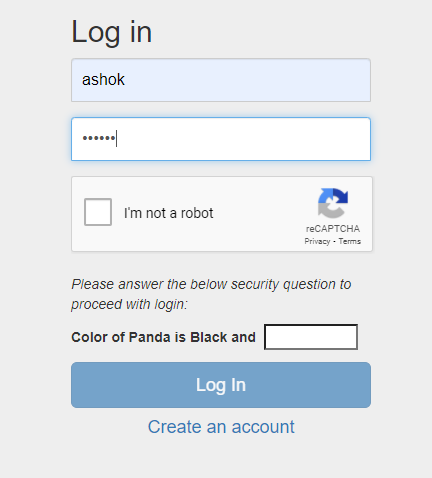 Log in
ashok
••••••
I'm not a robot
reCAPTCHA
Privacy - Terms
Please answer the below security question to
proceed with login:
Color of Panda is Black and
Log In
Create an account